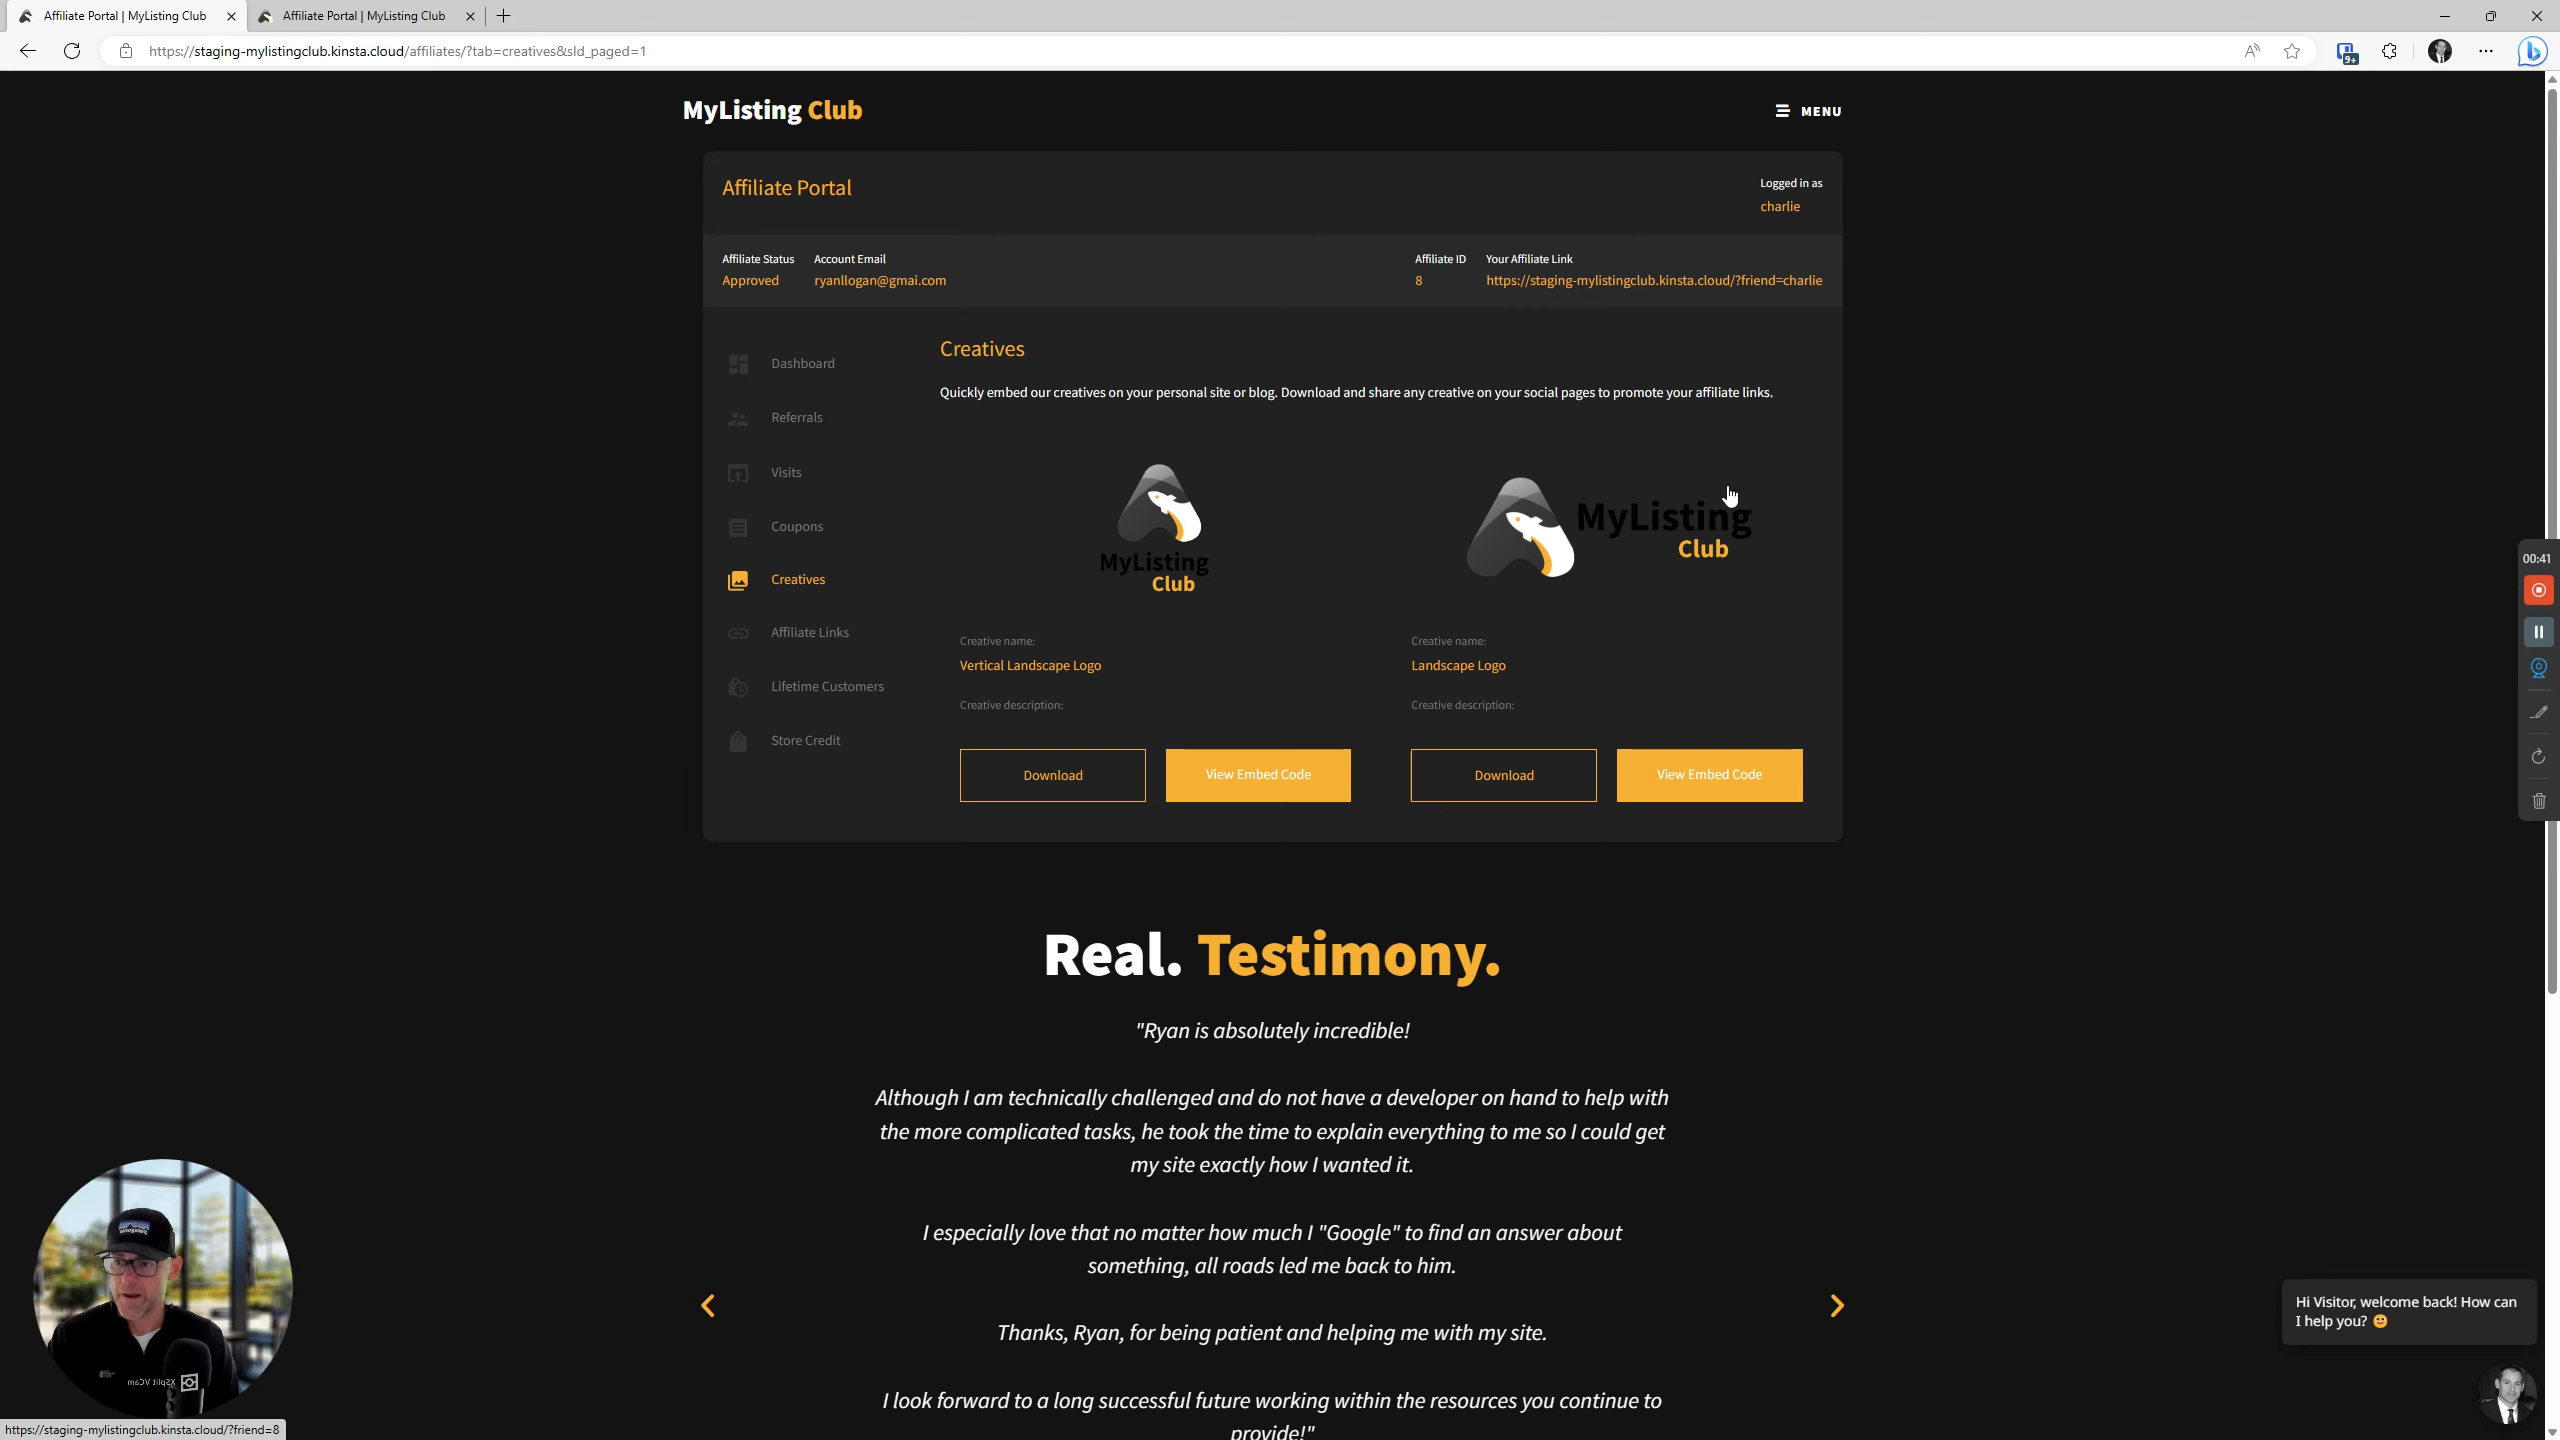 Affiliate Portal | MyListing Club
Affiliate Portal | MyListing Club
https://staging-mylistingclub.kinsta.cloud/affiliates/?tab=creatives&sld_paged=1
9+
MyListing Club
MENU
Affiliate Portal
Logged in as
charlie
Affiliate Status
Account Email
Affiliate ID
Your Affiliate Link
Approved
ryanllogan@gmai.com
8
https://staging-mylistingclub.kinsta.cloud/?friend=charlie
Dashboard
Referrals
Visits
Coupons
Creatives
Affiliate Links
Lifetime Customers
Store Credit
Creatives
Quickly embed our creatives on your personal site or blog. Download and share any creative on your social pages to promote your affiliate links.
MyListing
Club
Creative name:
Vertical Landscape Logo
Creative description:
Download
View Embed Code
MyListing
Club
Creative name:
Landscape Logo
Creative description:
Download
View Embed Code
00:41
Real. Testimony.
"Ryan is absolutely incredible!
Although I am technically challenged and do not have a developer on hand to help with
the more complicated tasks, he took the time to explain everything to me so I could get
my site exactly how I wanted it.
I especially love that no matter how much I "Google" to find an answer about
something, all roads led me back to him.
Thanks, Ryan, for being patient and helping me with my site.
I look forward to a long successful future working within the resources you continue to
provide!"
Hi Visitor, welcome back! How can
I help you?
XSplit VCam
https://staging-mylistingclub.kinsta.cloud/?friend=8